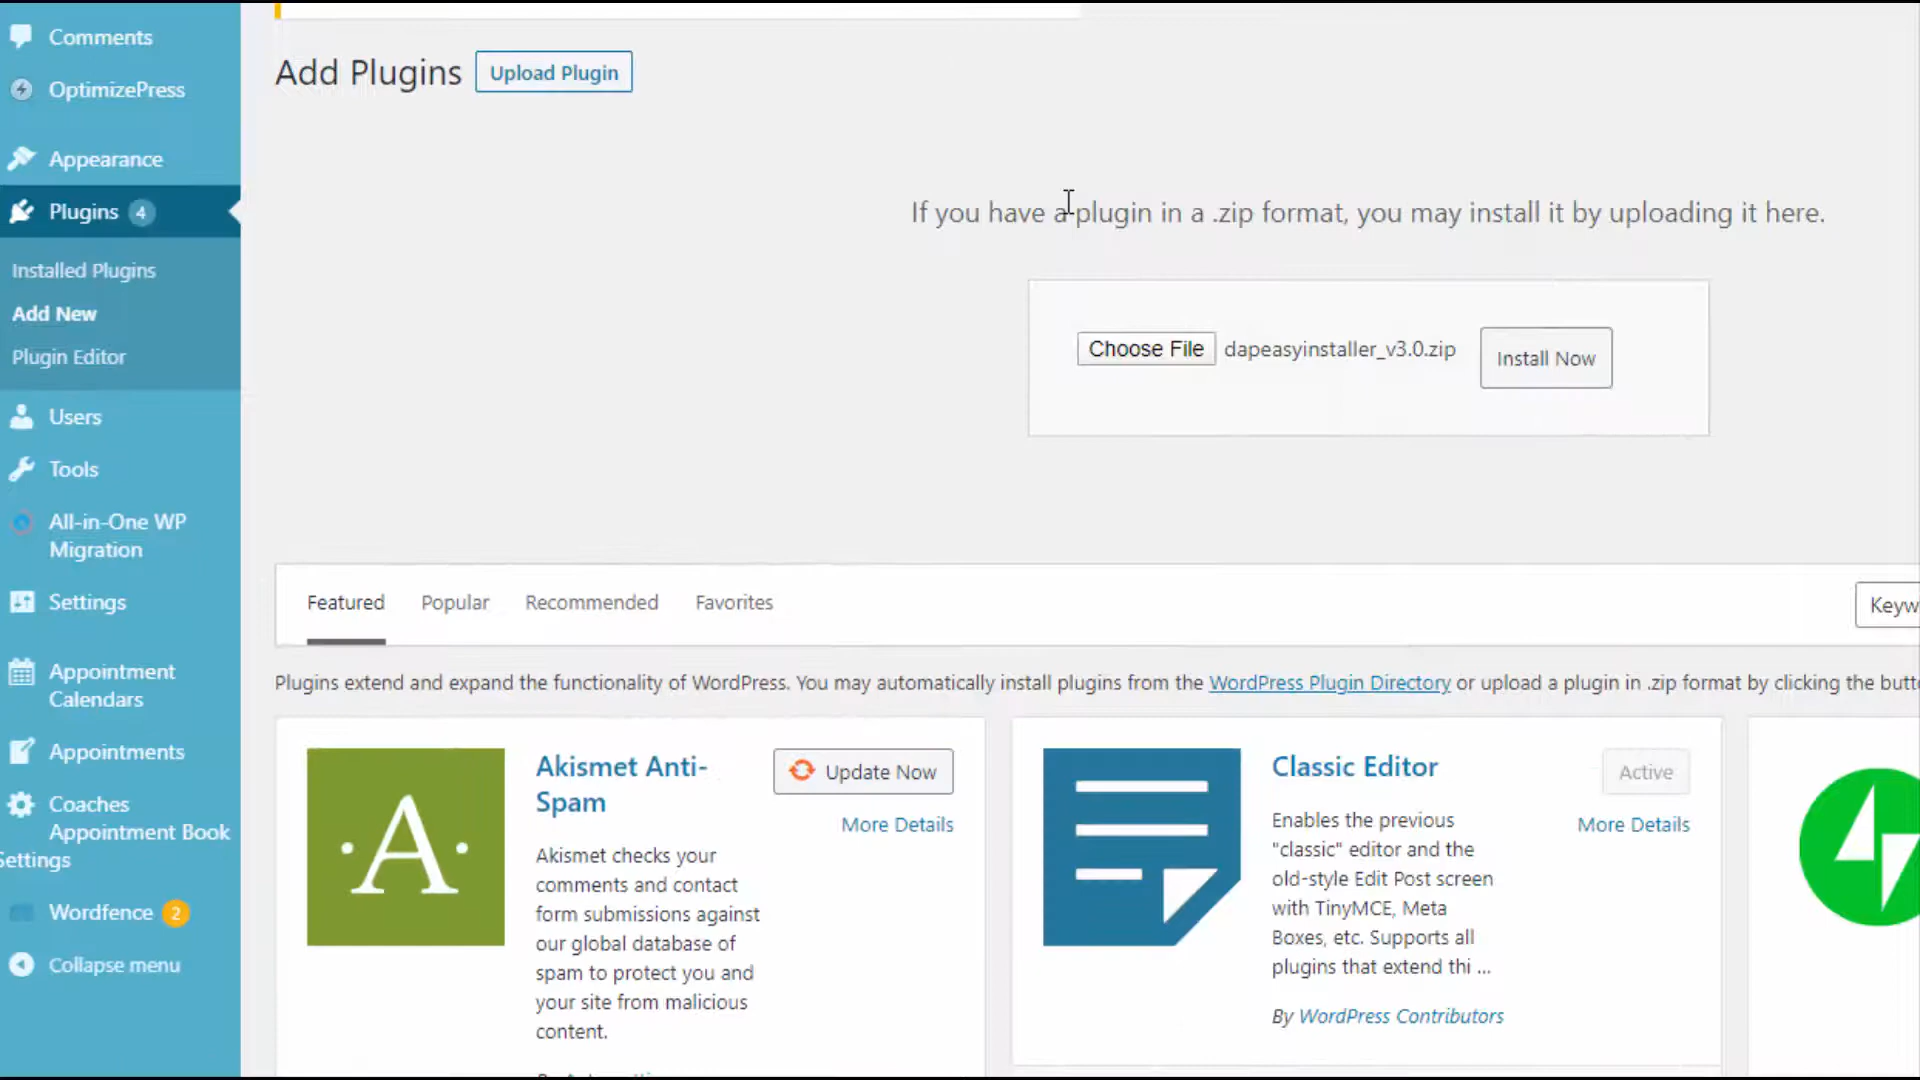 Comments
OptimizePress
Appearance
Plugins 4
Installed Plugins
Add New
Plugin Editor
Users
Tools
All-in-One WP
Migration
Settings
Appointment
Calendars
Appointments
Coaches
Appointment Book
Settings
Wordfence 2
Collapse menu
Add Plugins Upload Plugin
If you have a plugin in a .zip format, you may install it by uploading it here.
Choose File dapeasyinstaller_v3.0.zip Install Now
Featured Popular Recommended Favorites
Keyw
Plugins extend and expand the functionality of WordPress. You may automatically install plugins from the WordPress Plugin Directory or upload a plugin in .zip format by clicking the butt
A
Akismet Anti-
Spam
Update Now
More Details
Akismet checks your
comments and contact
form submissions against
our global database of
spam to protect you and
your site from malicious
content.
Classic Editor
Active
More Details
Enables the previous
"classic" editor and the
old-style Edit Post screen
with TinyMCE, Meta
Boxes, etc. Supports all
plugins that extend thi ...
By WordPress Contributors